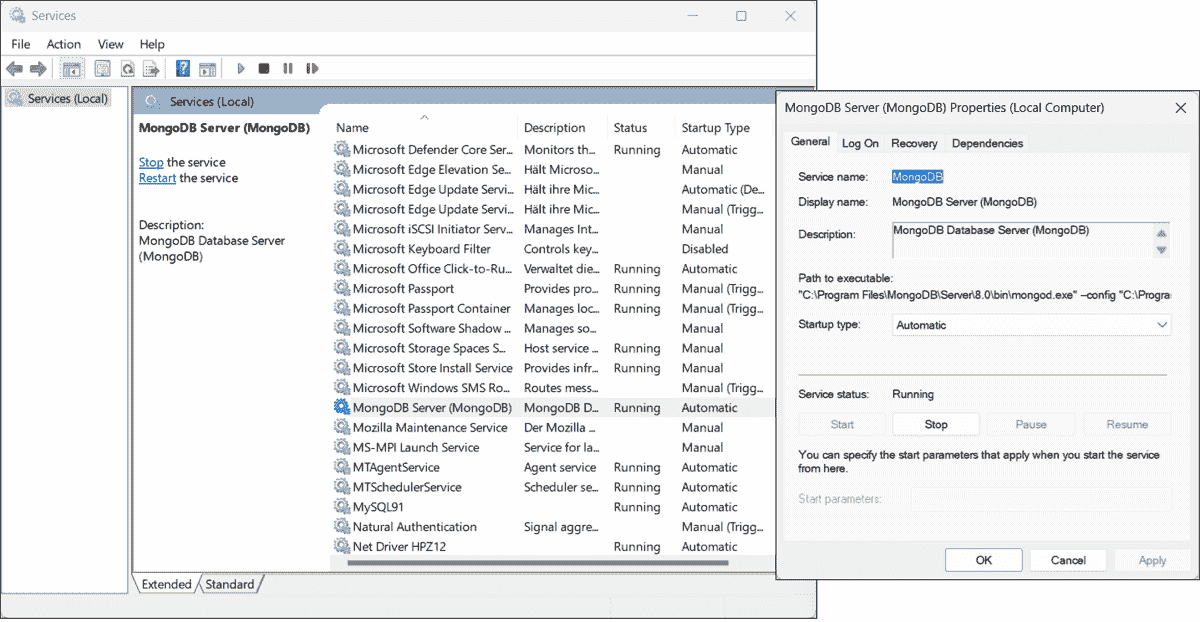 Services
File Action View Help
Services (Local)
Services (Local)
MongoDB Server (MongoDB)
Stop the service
Restart the service
Description:
MongoDB Database Server
(MongoDB)
Name Description Status Startup Type
Microsoft Defender Core Ser... Monitors th... Running Automatic
Microsoft Edge Elevation Se... Hält Microso... Manual
Microsoft Edge Update Servi... Hält ihre Mic... Automatic (De...
Microsoft Edge Update Servi... Hält ihre Mic... Manual (Trigg...
Microsoft iSCSI Initiator Serv... Manages Int... Manual
Microsoft Keyboard Filter Controls key... Disabled
Microsoft Office Click-to-Ru... Verwaltet die... Running Automatic
Microsoft Passport Provides pro... Running Manual (Trigg...
Microsoft Passport Container Manages loc... Running Manual (Trigg...
Microsoft Software Shadow ... Manages so... Manual
Microsoft Storage Spaces S... Host service ... Running Manual
Microsoft Store Install Service Provides infr... Running Manual
Microsoft Windows SMS Ro... Routes mess... Manual (Trigg...
MongoDB Server (MongoDB) MongoDB D... Running Automatic
Mozilla Maintenance Service Der Mozilla ... Manual
MS-MPI Launch Service Service for la... Manual
MTAgentService Agent service Running Automatic
MTSchedulerService Scheduler se... Running Automatic
MySQL91 Running Automatic
Natural Authentication Signal aggre... Manual (Trigg...
Net Driver HPZ12 Running Automatic
Extended Standard
MongoDB Server (MongoDB) Properties (Local Computer)
General Log On Recovery Dependencies
Service name: MongoDB
Display name: MongoDB Server (MongoDB)
Description: MongoDB Database Server (MongoDB)
Path to executable:
"C:\Program Files\MongoDB\Server\8.0\bin\mongod.exe" --config "C:\Progra
Startup type: Automatic
Service status: Running
Start Stop Pause Resume
You can specify the start parameters that apply when you start the service
from here.
Start parameters:
OK Cancel Apply